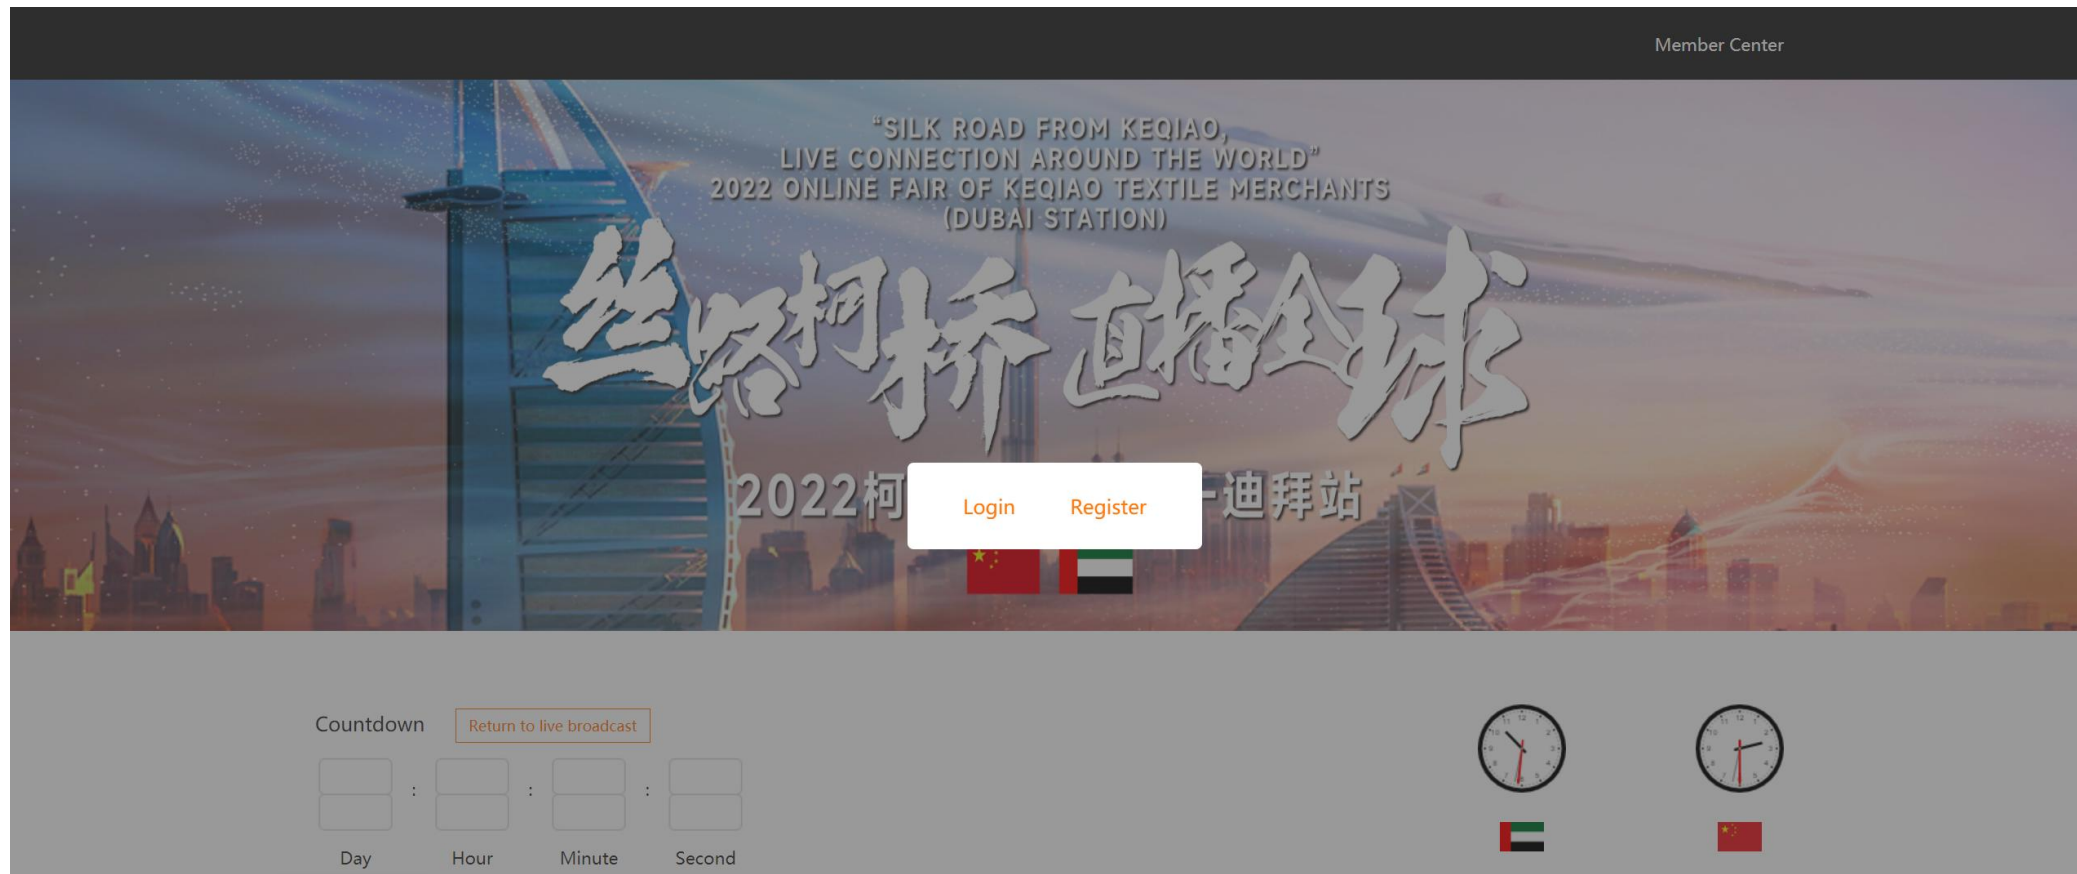 Member Center
“SILK ROAD FROM KEQIAO,
LIVE CONNECTION AROUND THE WORLD”
2022 ONLINE FAIR OF KEQIAO TEXTILE MERCHANTS
(DUBAI STATION)
丝路柯桥 直播全球
2022柯
-迪拜站
Login Register
Countdown Return to live broadcast
: : :
Day Hour Minute Second